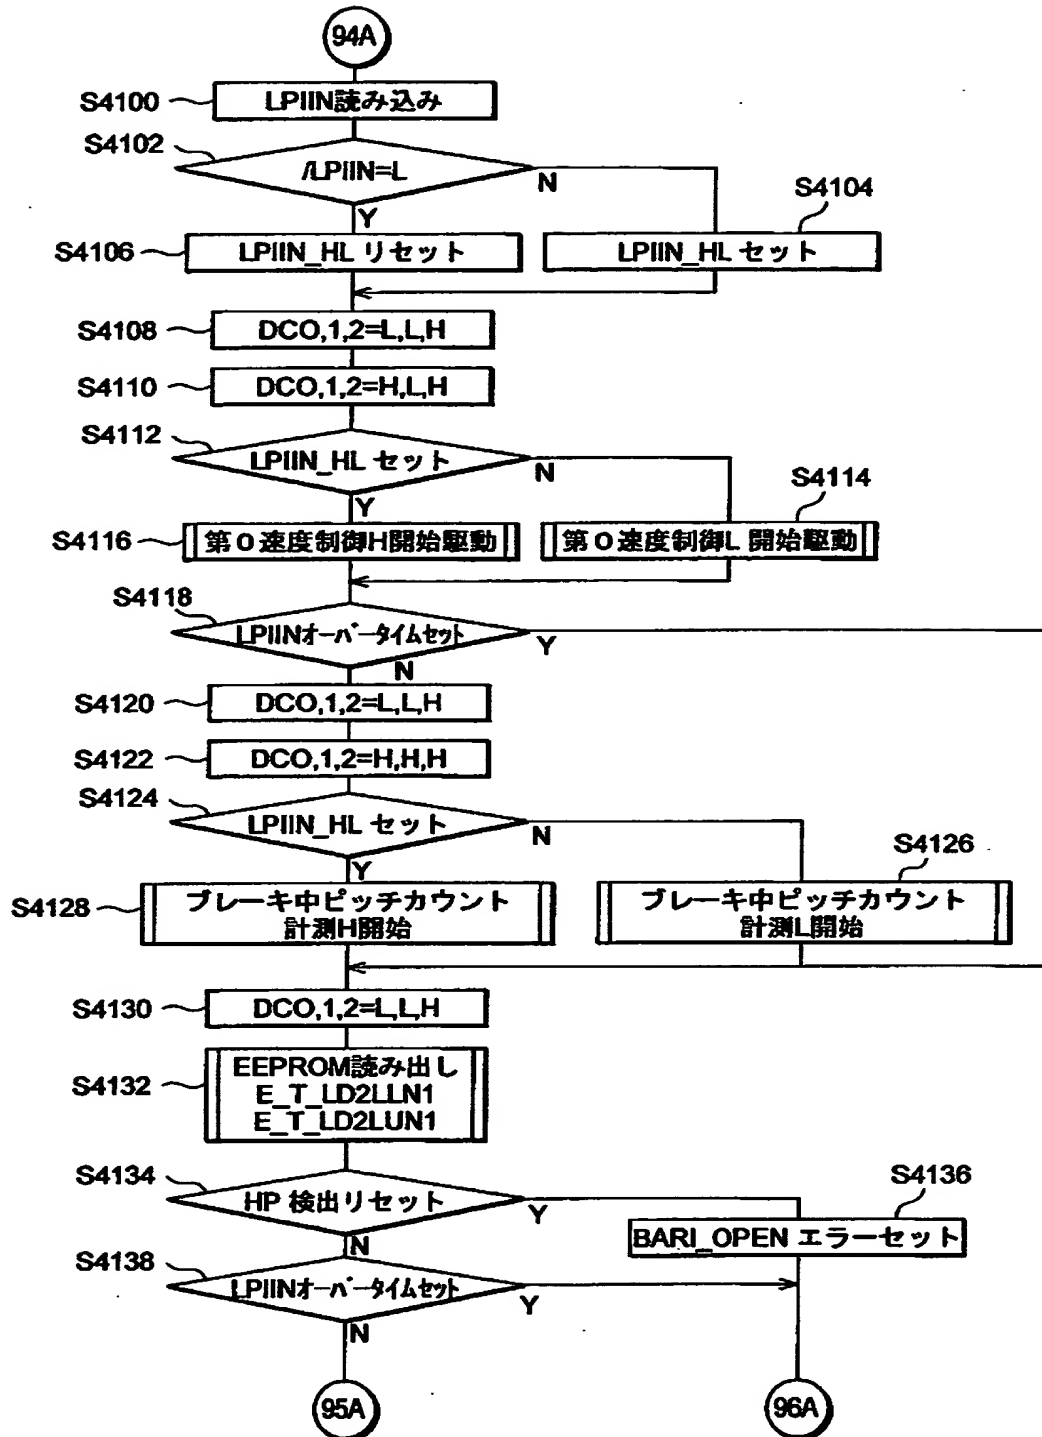 94A
S4100
LPIIN読み込み
S4102
/LPIIN=L
N
Y
S4104
LPIIN_HL セット
S4106
LPIIN_HL リセット
S4108
DCO,1,2=L,L,H
S4110
DCO,1,2=H,L,H
S4112
LPIIN_HL セット
N
Y
S4114
第0速度制御L 開始駆動
S4116
第0速度制御H開始駆動
S4118
LPIINオーバータイムセット
Y
N
S4120
DCO,1,2=L,L,H
S4122
DCO,1,2=H,H,H
S4124
LPIIN_HL セット
N
Y
S4126
ブレーキ中ピッチカウント
計測L開始
S4128
ブレーキ中ピッチカウント
計測H開始
S4130
DCO,1,2=L,L,H
S4132
EEPROM読み出し
E_T_LD2LLN1
E_T_LD2LUN1
S4134
HP 検出リセット
Y
N
S4136
BARI_OPEN エラーセット
S4138
LPIINオーバータイムセット
Y
N
95A
96A